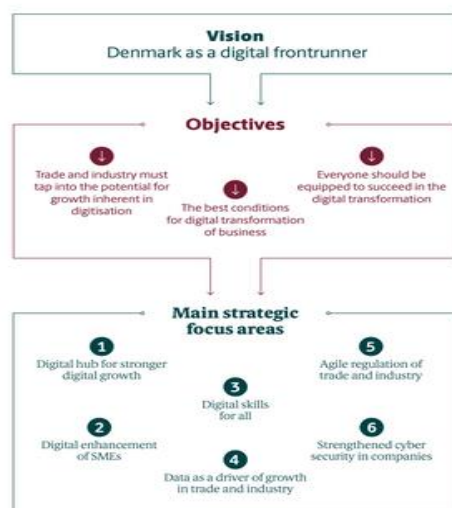 Vision
Denmark as a digital frontrunner
Objectives
Trade and industry must
tap into the potential for
growth inherent in
digitisation
The best conditions
for digital transformation
of business
Everyone should be
equipped to succeed in the
digital transformation
Main strategic
focus areas
1
Digital hub for stronger
digital growth
2
Digital enhancement
of SMEs
3
Digital skills
for all
4
Data as a driver of growth
in trade and industry
5
Agile regulation of
trade and industry
6
Strengthened cyber
security in companies